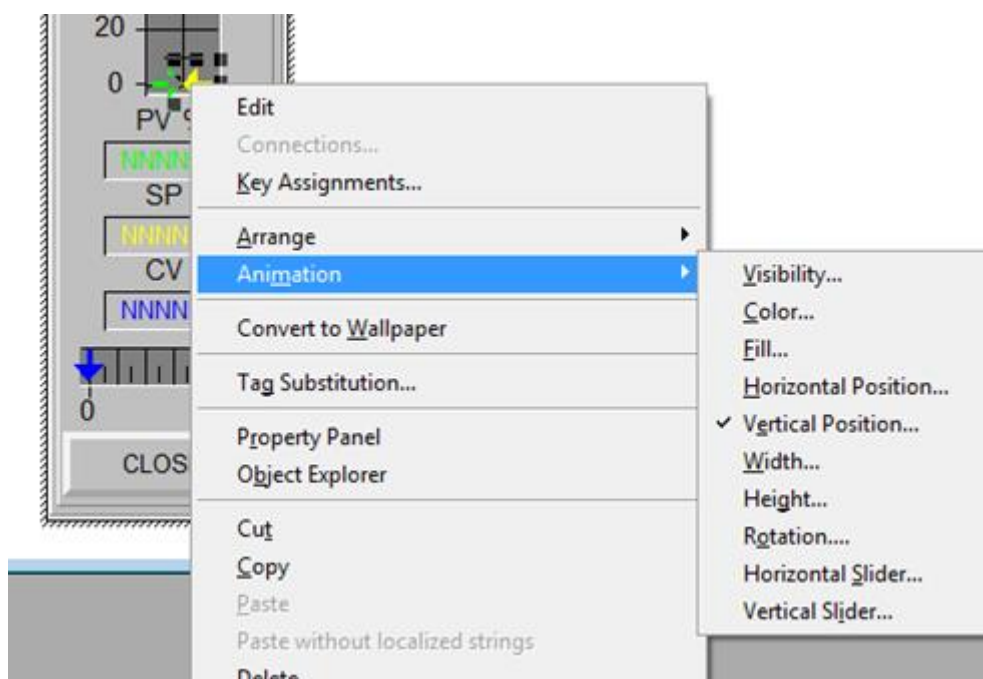 20
0
PV %
NNNN
SP
NNNN
CV
NNNN
0
CLOS
Edit
Connections...
Key Assignments...
Arrange
Animation
Convert to Wallpaper
Tag Substitution...
Property Panel
Object Explorer
Cut
Copy
Paste
Paste without localized strings
Delete
Visibility...
Color...
Fill...
Horizontal Position...
Vertical Position...
Width...
Height...
Rotation....
Horizontal Slider...
Vertical Slider...